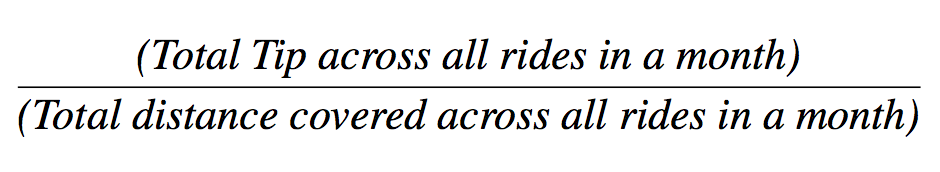 (Total Tip across all rides in a month)
(Total distance covered across all rides in a month)